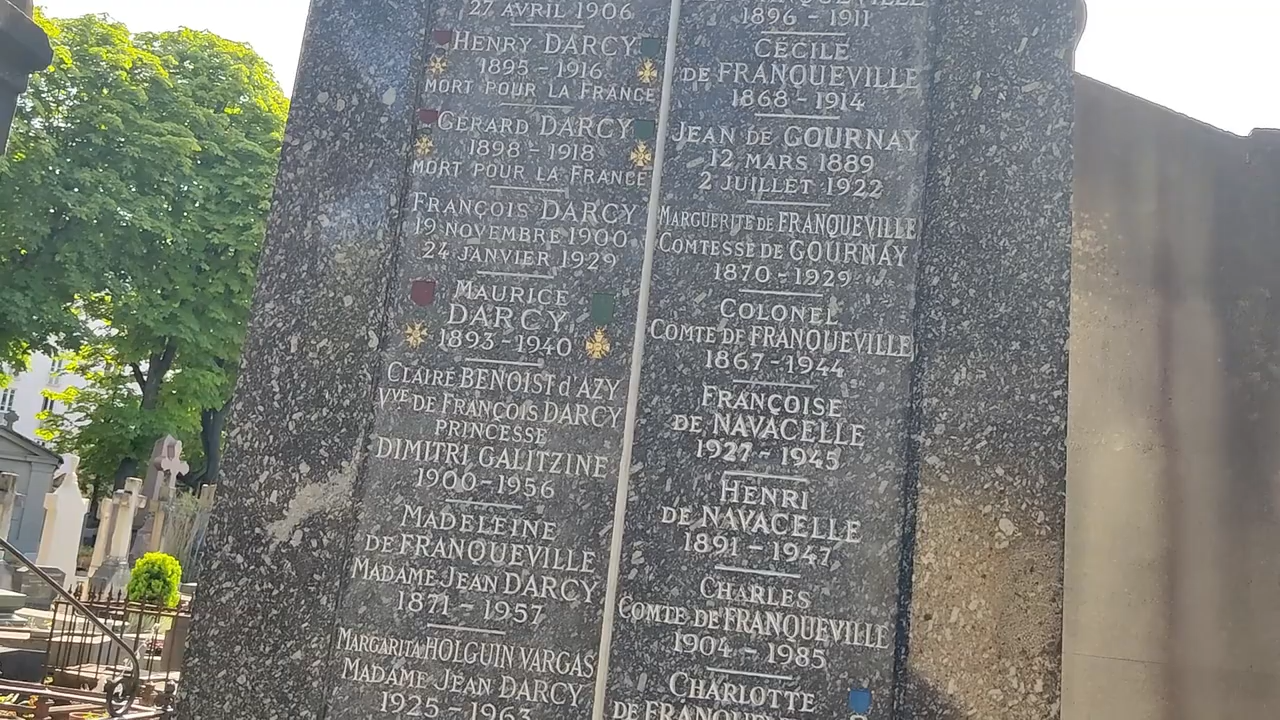 27 AVRIL 1906
HENRY DARCY
1895 - 1916
MORT POUR LA FRANCE
GÉRARD DARCY
1898 - 1918
MORT POUR LA FRANCE
FRANÇOIS DARCY
19 NOVEMBRE 1900
24 JANVIER 1929
MAURICE
DARCY
1893 - 1940
CLAIRE BENOIST d'AZY
VVE DE FRANÇOIS DARCY
PRINCESSE
DIMITRI GALITZINE
1900 - 1956
MADELEINE
DE FRANQUEVILLE
MADAME JEAN DARCY
1871 - 1957
MARGARITA HOLGUIN VARGAS
MADAME JEAN DARCY
1925 - 1963
1896 - 1911
CÉCILE
DE FRANQUEVILLE
1868 - 1914
JEAN DE GOURNAY
12 MARS 1889
2 JUILLET 1922
MARGUERITE DE FRANQUEVILLE
COMTESSE DE GOURNAY
1870 - 1929
COLONEL
COMTE DE FRANQUEVILLE
1867 - 1944
FRANÇOISE
DE NAVACELLE
1927 - 1945
HENRI
DE NAVACELLE
1891 - 1947
CHARLES
COMTE DE FRANQUEVILLE
1904 - 1985
CHARLOTTE
DE FRANQUEVILLE